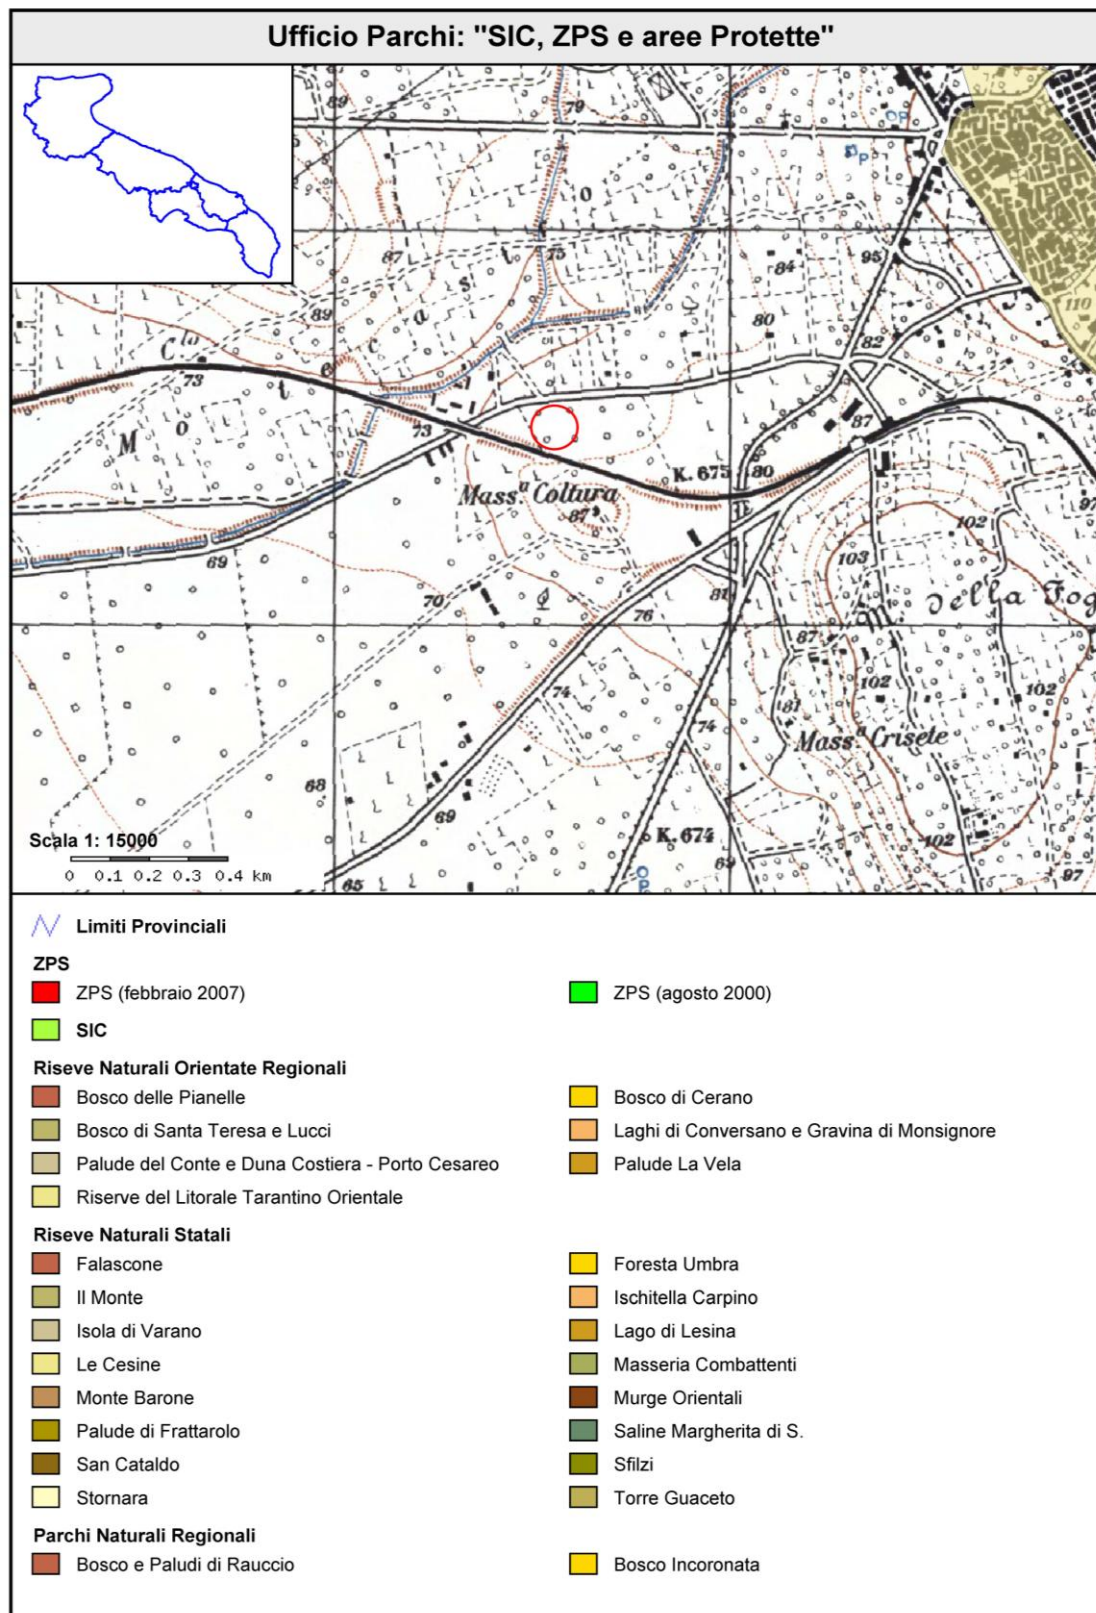 Ufficio Parchi: "SIC, ZPS e aree Protette"
89
79
P
P
87
75
95
84
110
89
80
82
C.lo
73
M o t e c a s t o
73
87
K. 675
80
Mass.a Coltura
87
97
102
103
69
70
81
Della Fog
76
87
102
102
74
81
74
Mass.a Crisete
68
69
K. 674
102
69
97
65
P
Scala 1: 15000
0 0.1 0.2 0.3 0.4 km
Limiti Provinciali
ZPS
ZPS (febbraio 2007)
ZPS (agosto 2000)
SIC
Riseve Naturali Orientate Regionali
Bosco delle Pianelle
Bosco di Cerano
Bosco di Santa Teresa e Lucci
Laghi di Conversano e Gravina di Monsignore
Palude del Conte e Duna Costiera - Porto Cesareo
Palude La Vela
Riserve del Litorale Tarantino Orientale
Riseve Naturali Statali
Falascone
Foresta Umbra
Il Monte
Ischitella Carpino
Isola di Varano
Lago di Lesina
Le Cesine
Masseria Combattenti
Monte Barone
Murge Orientali
Palude di Frattarolo
Saline Margherita di S.
San Cataldo
Sfilzi
Stornara
Torre Guaceto
Parchi Naturali Regionali
Bosco e Paludi di Rauccio
Bosco Incoronata